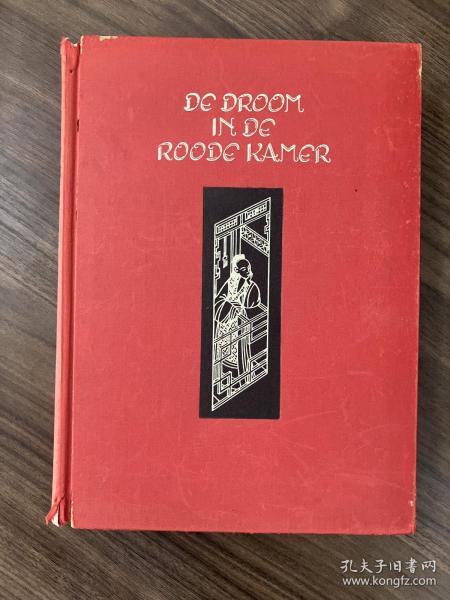 DE DROOM
IN DE
ROODE KAMER
孔夫子旧书网
www.kongfz.com